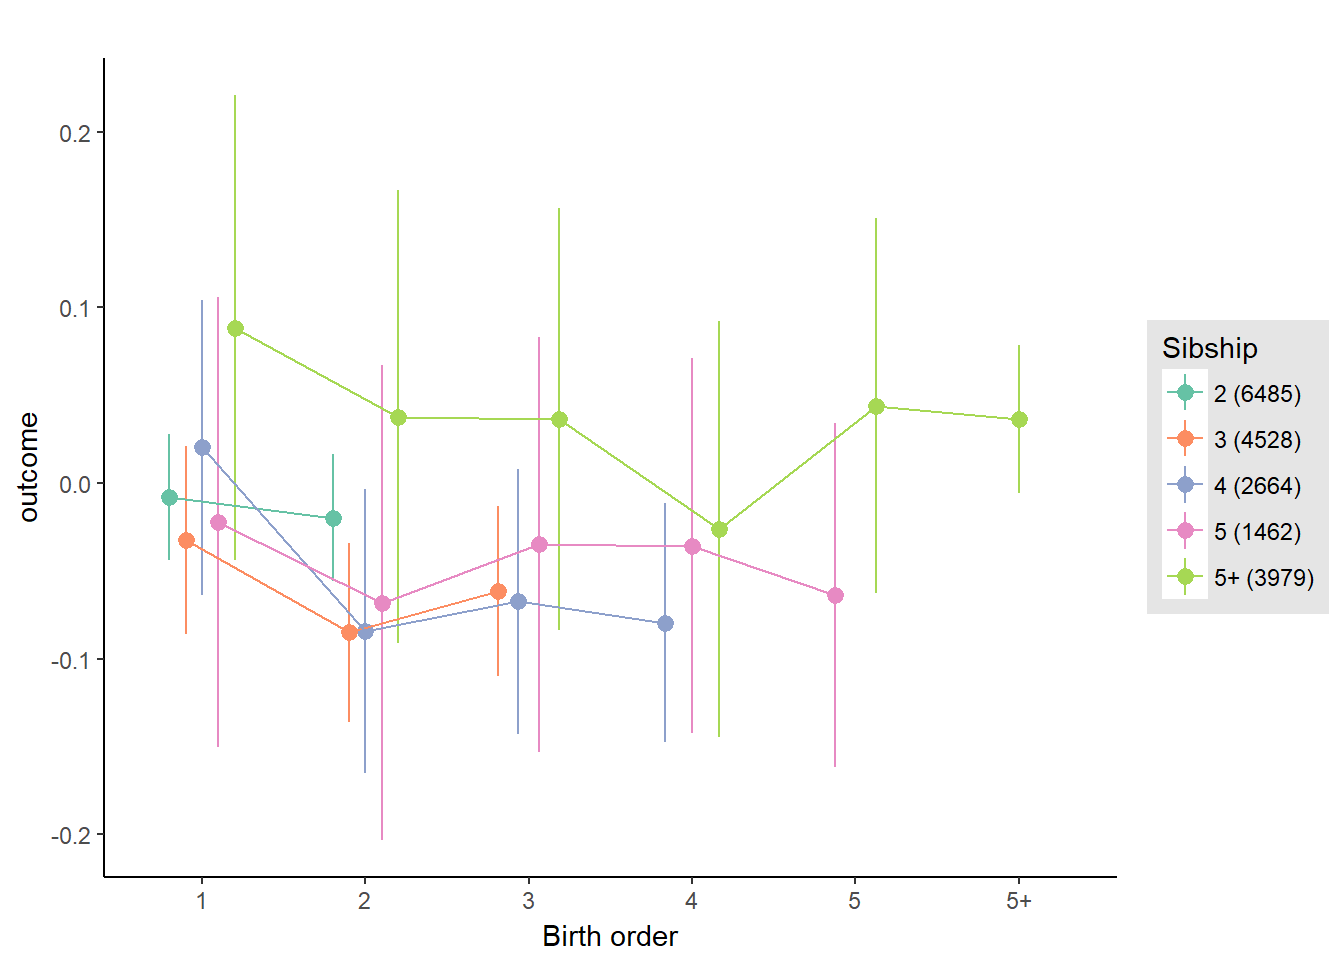 0.2
0.1
0.0
-0.1
-0.2
outcome
1 2 3 4 5 5+
Birth order
Sibship
2 (6485)
3 (4528)
4 (2664)
5 (1462)
5+ (3979)